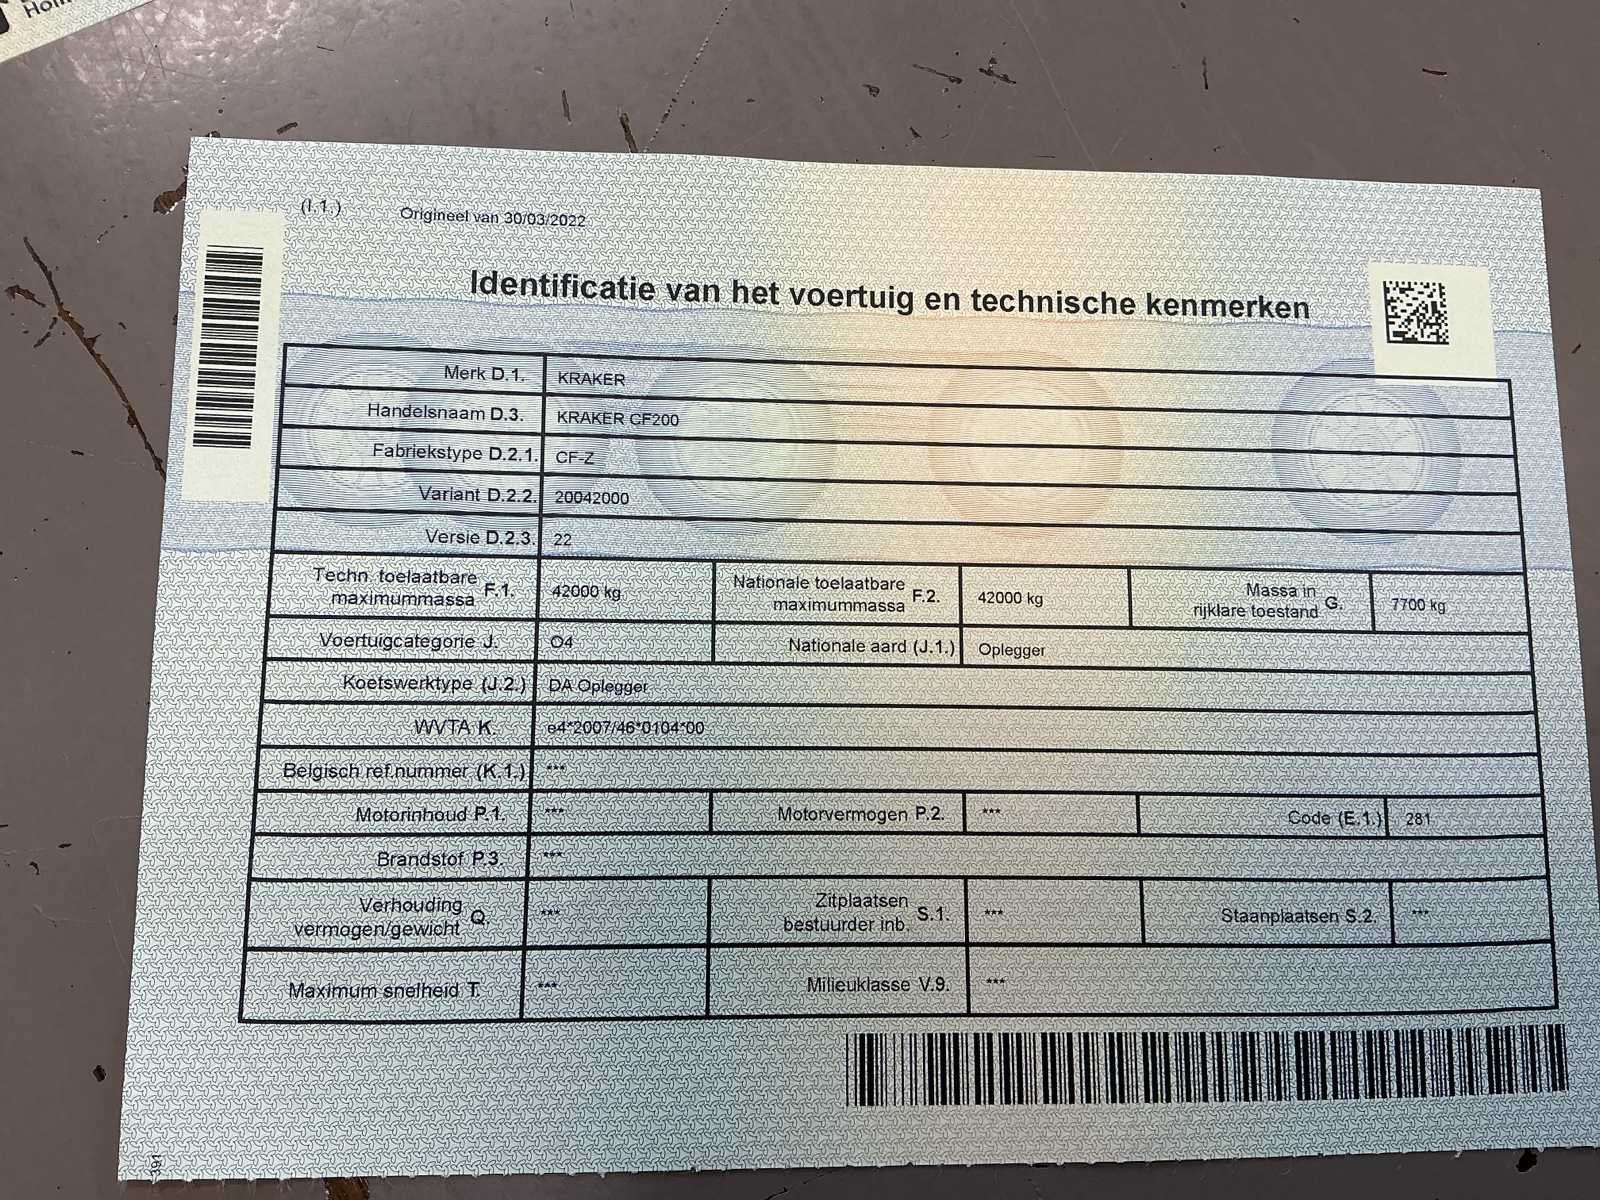 (I.1.) Origineel van 30/03/2022
Identificatie van het voertuig en technische kenmerken
Merk D.1. KRAKER
Handelsnaam D.3. KRAKER CF200
Fabriekstype D.2.1. CF-Z
Variant D.2.2. 20042000
Versie D.2.3. 22
Techn. toelaatbare maximummassa F.1. 42000 kg Nationale toelaatbare maximummassa F.2. 42000 kg Massa in rijklare toestand G. 7700 kg
Voertuigcategorie J. O4 Nationale aard (J.1.) Oplegger
Koetswerktype (J.2.) DA Oplegger
WVTA K. e4*2007/46*0104*00
Belgisch ref.nummer (K.1.) ***
Motorinhoud P.1. *** Motorvermogen P.2. *** Code (E.1.) 281
Brandstof P.3. ***
Verhouding vermogen/gewicht Q. *** Zitplaatsen bestuurder inb. S.1. *** Staanplaatsen S.2. ***
Maximum snelheid T. *** Milieuklasse V.9. ***